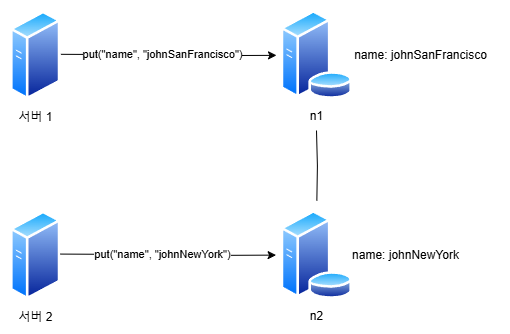 put("name", "johnSanFrancisco")
name: johnSanFrancisco
서버 1
n1
put("name", "johnNewYork")
name: johnNewYork
서버 2
n2